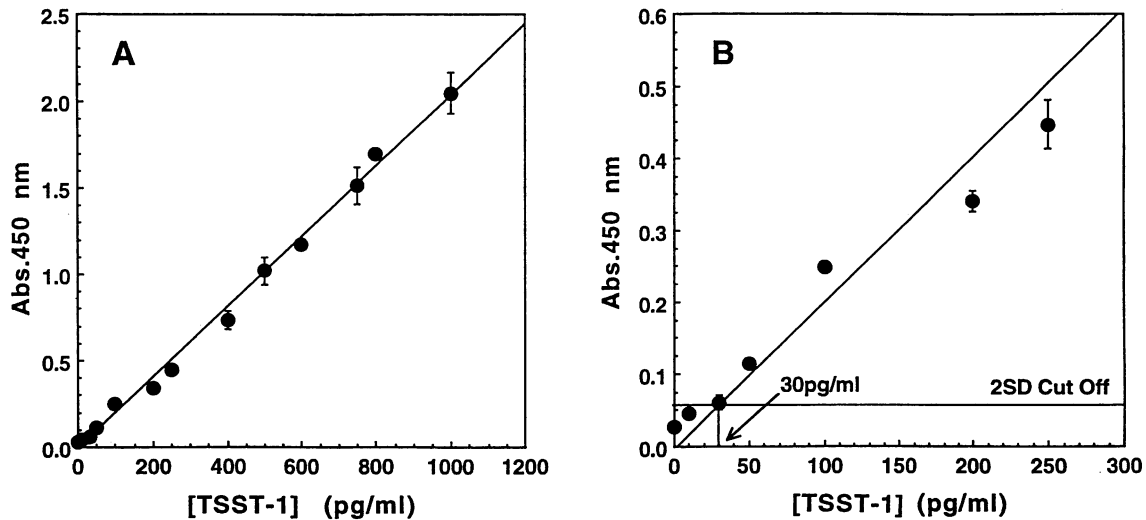 A
2.5
2.0
1.5
1.0
0.5
0.0
0 200 400 600 800 1000 1200
Abs.450 nm
[TSST-1] (pg/ml)
B
0.6
0.5
0.4
0.3
0.2
0.1
0.0
0 50 100 150 200 250 300
Abs.450 nm
[TSST-1] (pg/ml)
30pg/ml
2SD Cut Off